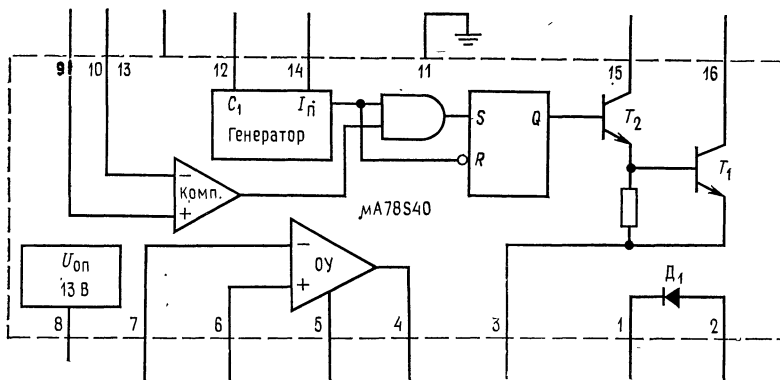 9 10 13 12 14 11 15 16
C₁ Iп
Генератор
S Q
R
T₂
T₁
− Комп. +
μA78S40
Uоп
13 В
− ОУ +
Д₁
8 7 6 5 4 3 1 2